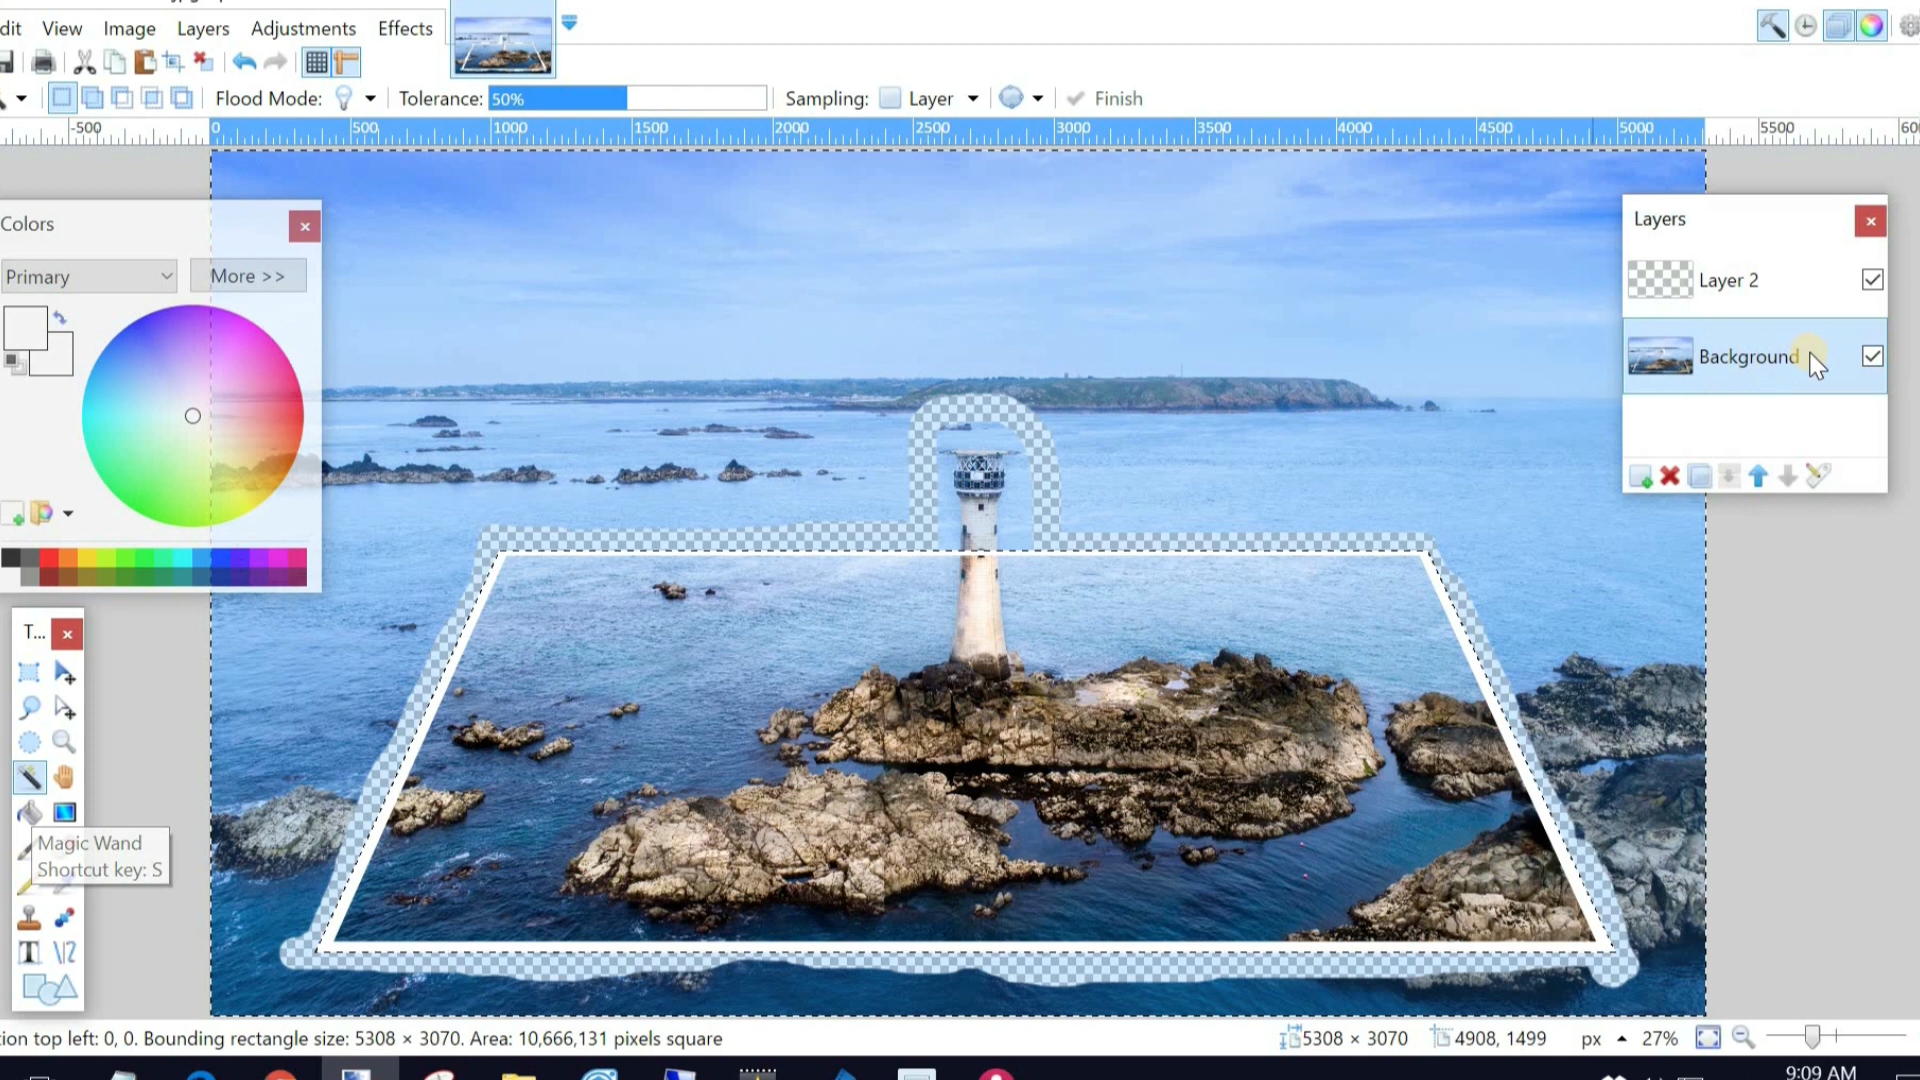 dit View Image Layers Adjustments Effects
Flood Mode: Tolerance: 50% Sampling: Layer Finish
-500 0 500 1000 1500 2000 2500 3000 3500 4000 4500 5000 5500 600
Colors
Primary More >>
Layers
Layer 2
Background
T...
Magic Wand
Shortcut key: S
ion top left: 0, 0. Bounding rectangle size: 5308 × 3070. Area: 10,666,131 pixels square 5308 × 3070 4908, 1499 px 27%
9:09 AM